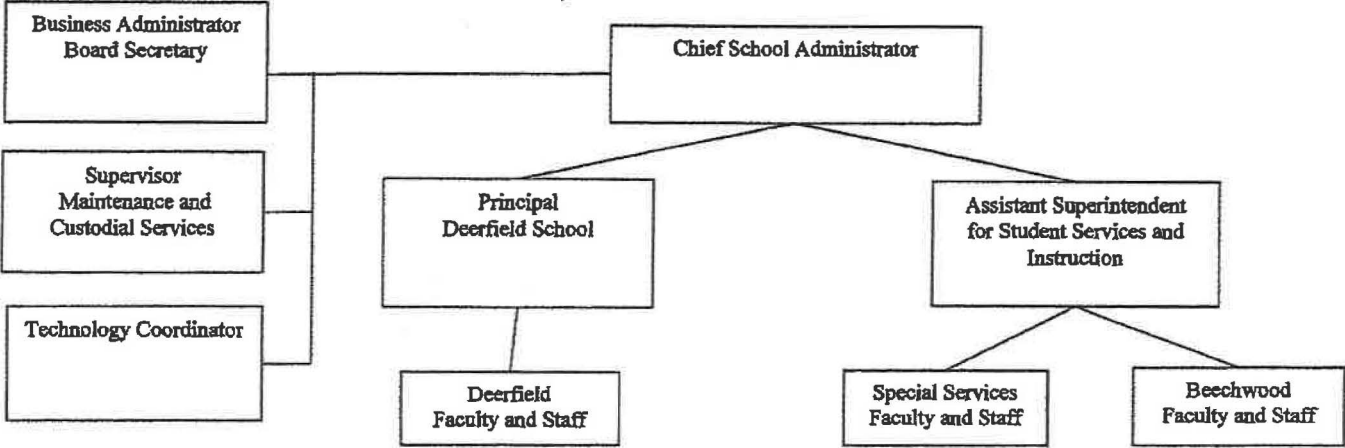 Business Administrator
Board Secretary
Chief School Administrator
Supervisor
Maintenance and
Custodial Services
Principal
Deerfield School
Assistant Superintendent
for Student Services and
Instruction
Technology Coordinator
Deerfield
Faculty and Staff
Special Services
Faculty and Staff
Beechwood
Faculty and Staff